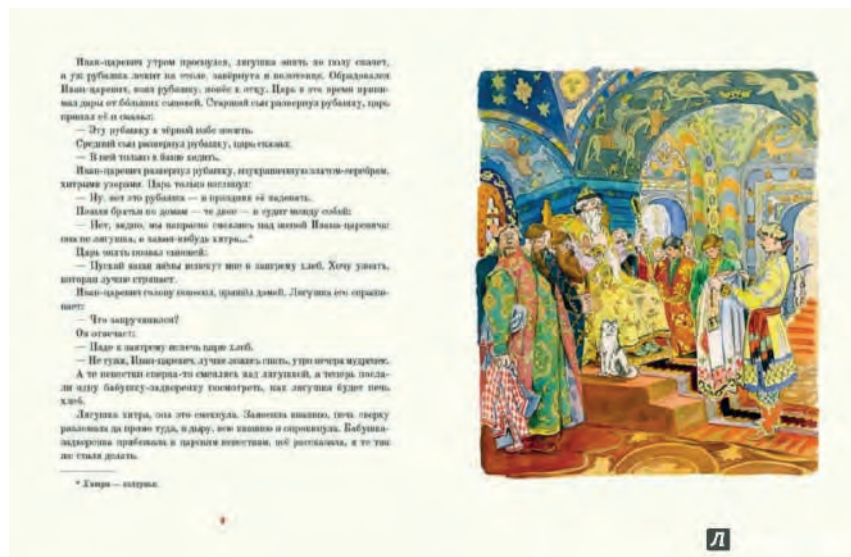 Иван-царевич утром проснулся, лягушка опять по полу скачет,
а уж рубашка лежит на столе, завёрнута в полотенце. Обрадовался
Иван-царевич, взял рубашку, понёс к отцу. Царь в это время прини-
мал дары от бо́льших сыновей. Старший сын развернул рубашку, царь
принял её и сказал:
— Эту рубашку в чёрной избе носить.
Средний сын развернул рубашку, царь сказал:
— В ней только в баню ходить.
Иван-царевич развернул рубашку, изукрашенную златом-серебром,
хитрыми узорами. Царь только взглянул:
— Ну, вот это рубашка — в праздник её надевать.
Пошли братья по домам — те двое — и судят между собой:
— Нет, видно, мы напрасно смеялись над женой Ивана-царевича:
она не лягушка, а какая-нибудь хитра...*
Царь опять позвал сыновей:
— Пускай ваши жёны испекут мне к завтрему хлеб. Хочу узнать,
которая лучше стряпает.
Иван-царевич голову повесил, пришёл домой. Лягушка его спраши-
вает:
— Что закручинился?
Он отвечает:
— Надо к завтрему испечь царю хлеб.
— Не тужи, Иван-царевич, лучше ложись спать, утро вечера мудренее.
А те невестки сперва-то смеялись над лягушкой, а теперь посла-
ли одну бабушку-задворенку посмотреть, как лягушка будет печь
хлеб.
Лягушка хитра, она это смекнула. Замесила квашню, печь сверху
разломала да прямо туда, в дыру, всю квашню и опрокинула. Бабушка-
задворенка прибежала к царским невесткам, всё рассказала, и те так
же стали делать.
* Хитра — колдунья.
9
Л